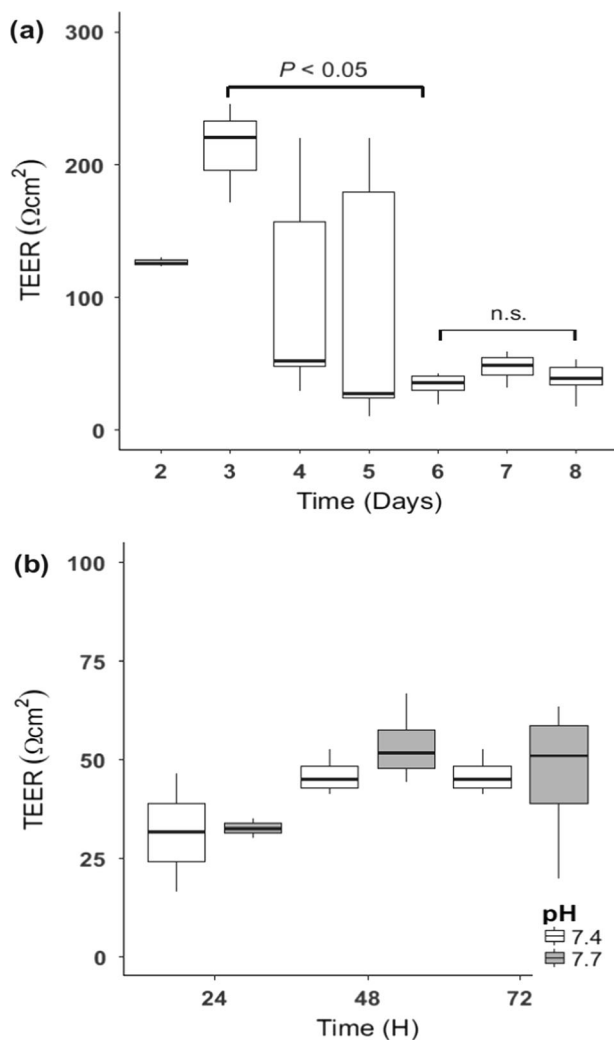 (a)
300
P < 0.05
200
n.s.
100
0
TEER (Ωcm²)
2 3 4 5 6 7 8
Time (Days)
(b)
100
75
50
25
0
TEER (Ωcm²)
pH
7.4
7.7
24 48 72
Time (H)